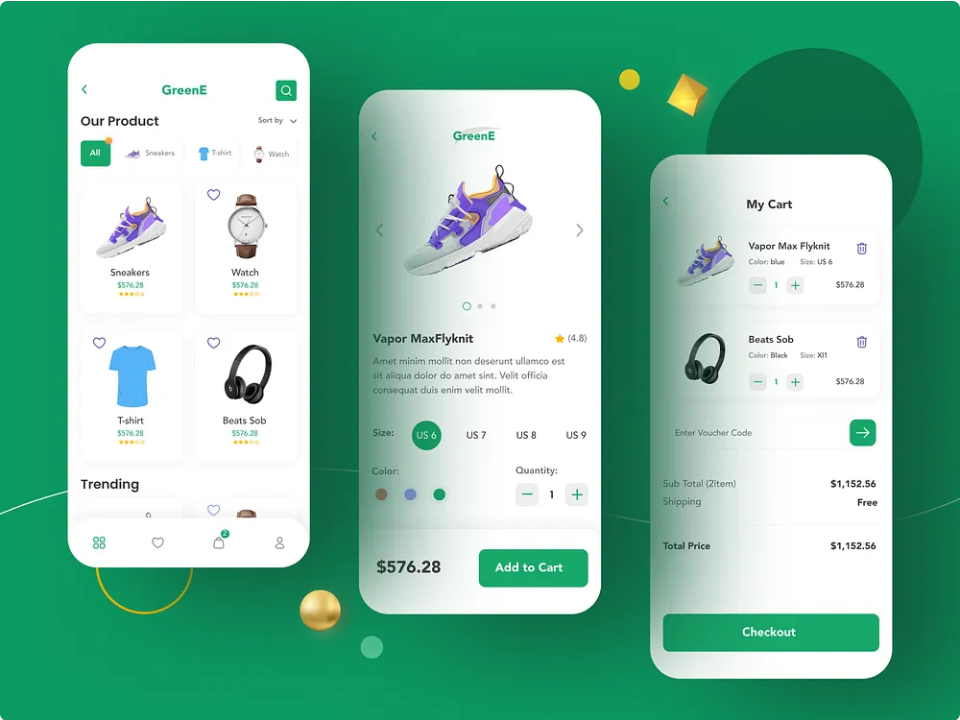 GreenE
Our Product
Sort by
All
Sneakers
T-shirt
Watch
Sneakers
$576.28
Watch
$576.28
T-shirt
$576.28
Beats Sob
$576.28
Trending
2
GreenE
Vapor MaxFlyknit
(4.8)
Amet minim mollit non deserunt ullamco est
sit aliqua dolor do amet sint. Velit officia
consequat duis enim velit mollit.
Size:
US 6
US 7
US 8
US 9
Color:
Quantity:
1
$576.28
Add to Cart
My Cart
Vapor Max Flyknit
Color: blue
Size: US 6
1
$576.28
Beats Sob
Color: Black
Size: Xl1
1
$576.28
Enter Voucher Code
Sub Total (2item)
$1,152.56
Shipping
Free
Total Price
$1,152.56
Checkout